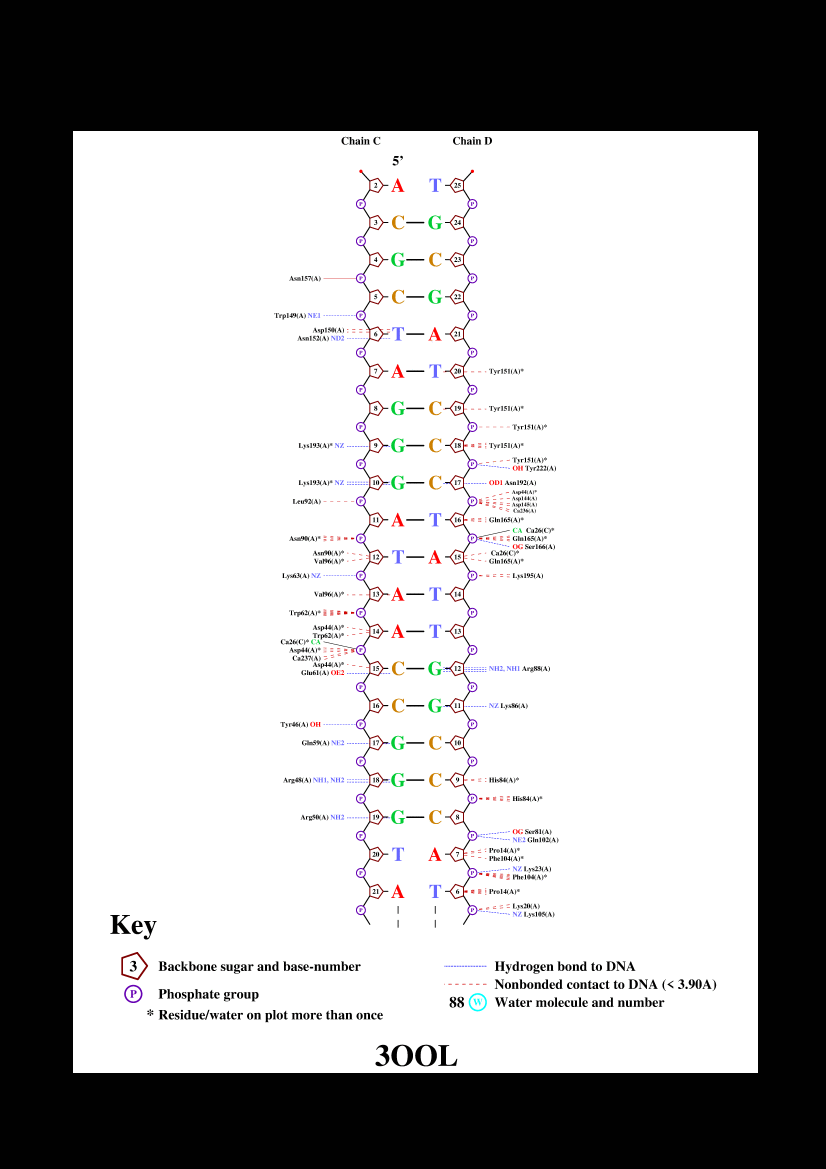 Chain C Chain D
5’
2 A T 25
P P
3 C G 24
P P
4 G C 23
Asn157(A) P P
5 C G 22
Trp149(A) NE1 P P
Asp150(A)
6 T A 21
Asn152(A) ND2
P P
7 A T 20 Tyr151(A)*
P P
8 G C 19 Tyr151(A)*
P P Tyr151(A)*
Lys193(A)* NZ 9 G C 18 Tyr151(A)*
P P Tyr151(A)*
OH Tyr222(A)
Lys193(A)* NZ 10 G C 17 OD1 Asn192(A)
Asp44(A)*
Asp144(A)
Leu92(A) P P
Asp145(A)
Ca236(A)
11 A T 16 Gln165(A)*
CA Ca26(C)*
Asn90(A)* P P Gln165(A)*
OG Ser166(A)
Asn90(A)* Ca26(C)*
12 T A 15
Val96(A)* Gln165(A)*
Lys63(A) NZ P P Lys195(A)
Val96(A)* 13 A T 14
Trp62(A)* P P
Asp44(A)*
14 A T 13
Trp62(A)*
Ca26(C)* CA
Asp44(A)* P P
Ca237(A)
Asp44(A)*
15 C G 12 NH2, NH1 Arg88(A)
Glu61(A) OE2
P P
16 C G 11 NZ Lys86(A)
Tyr46(A) OH P P
Gln59(A) NE2 17 G C 10
P P
Arg48(A) NH1, NH2 18 G C 9 His84(A)*
P P His84(A)*
Arg50(A) NH2 19 G C 8
P P OG Ser81(A)
NE2 Gln102(A)
20 T A 7 Pro14(A)*
Phe104(A)*
P P NZ Lys23(A)
Phe104(A)*
21 A T 6 Pro14(A)*
P P Lys20(A)
NZ Lys105(A)
Key
3 Backbone sugar and base-number
P Phosphate group
* Residue/water on plot more than once
Hydrogen bond to DNA
Nonbonded contact to DNA (< 3.90A)
88 W Water molecule and number
3OOL